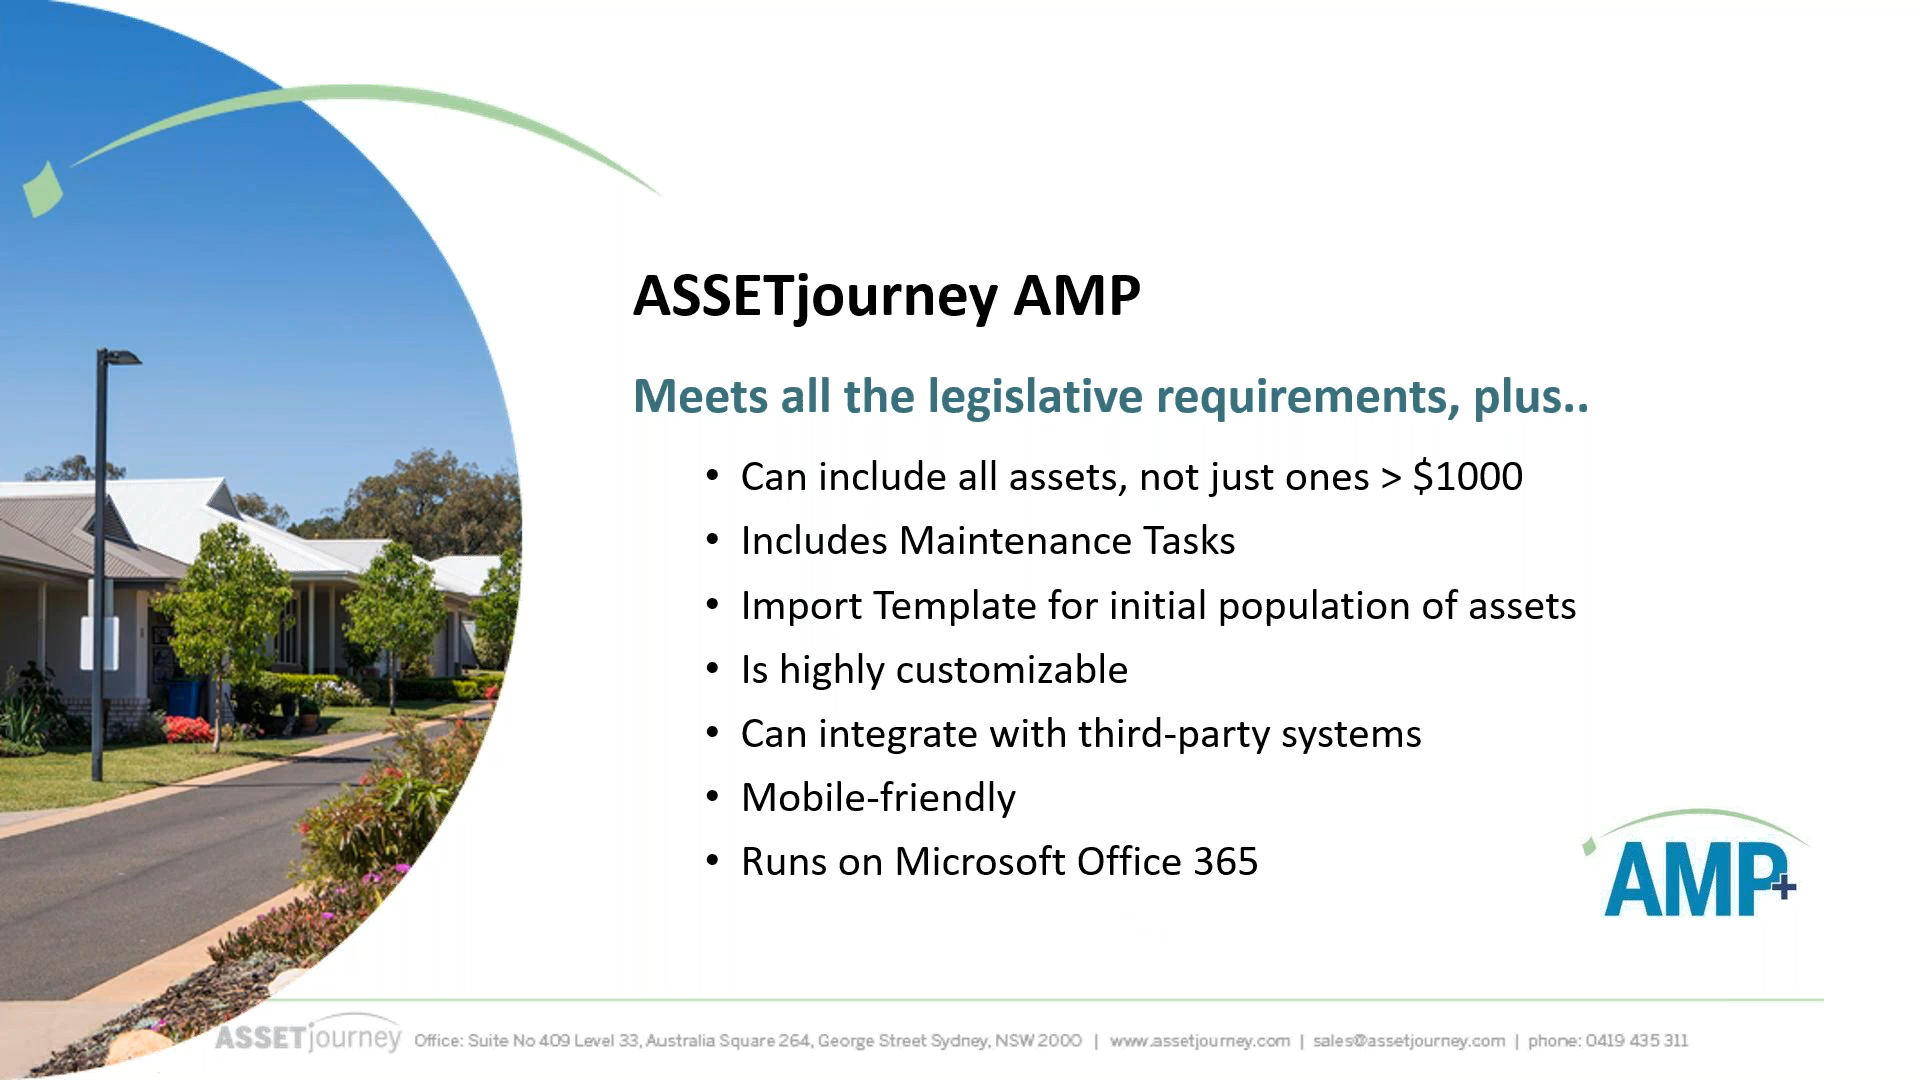 ASSETjourney AMP
Meets all the legislative requirements, plus..
• Can include all assets, not just ones > $1000
• Includes Maintenance Tasks
• Import Template for initial population of assets
• Is highly customizable
• Can integrate with third-party systems
• Mobile-friendly
• Runs on Microsoft Office 365
AMP+
ASSETjourney Office: Suite No 409 Level 33, Australia Square 264, George Street Sydney, NSW 2000 | www.assetjourney.com | sales@assetjourney.com | phone: 0419 435 311